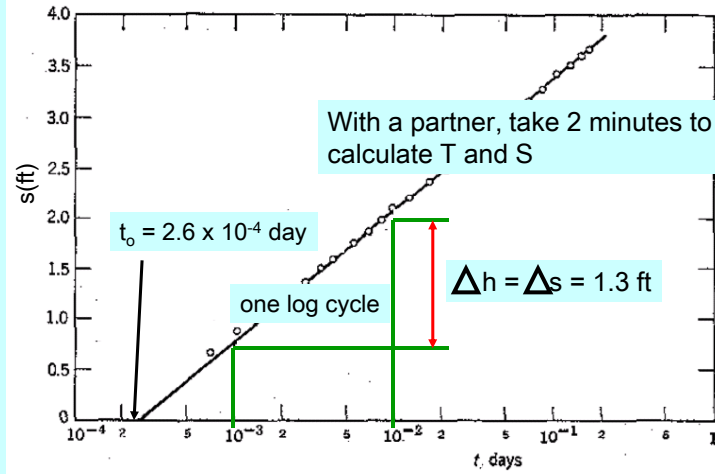 4.0
3.5
3.0
2.5
2.0
1.5
1.0
0.5
0
s(ft)
With a partner, take 2 minutes to
calculate T and S
t₀ = 2.6 x 10⁻⁴ day
one log cycle
Δh = Δs = 1.3 ft
10⁻⁴ 2 5 10⁻³ 2 5 10⁻² 2 5 10⁻¹ 2 5 1
t, days